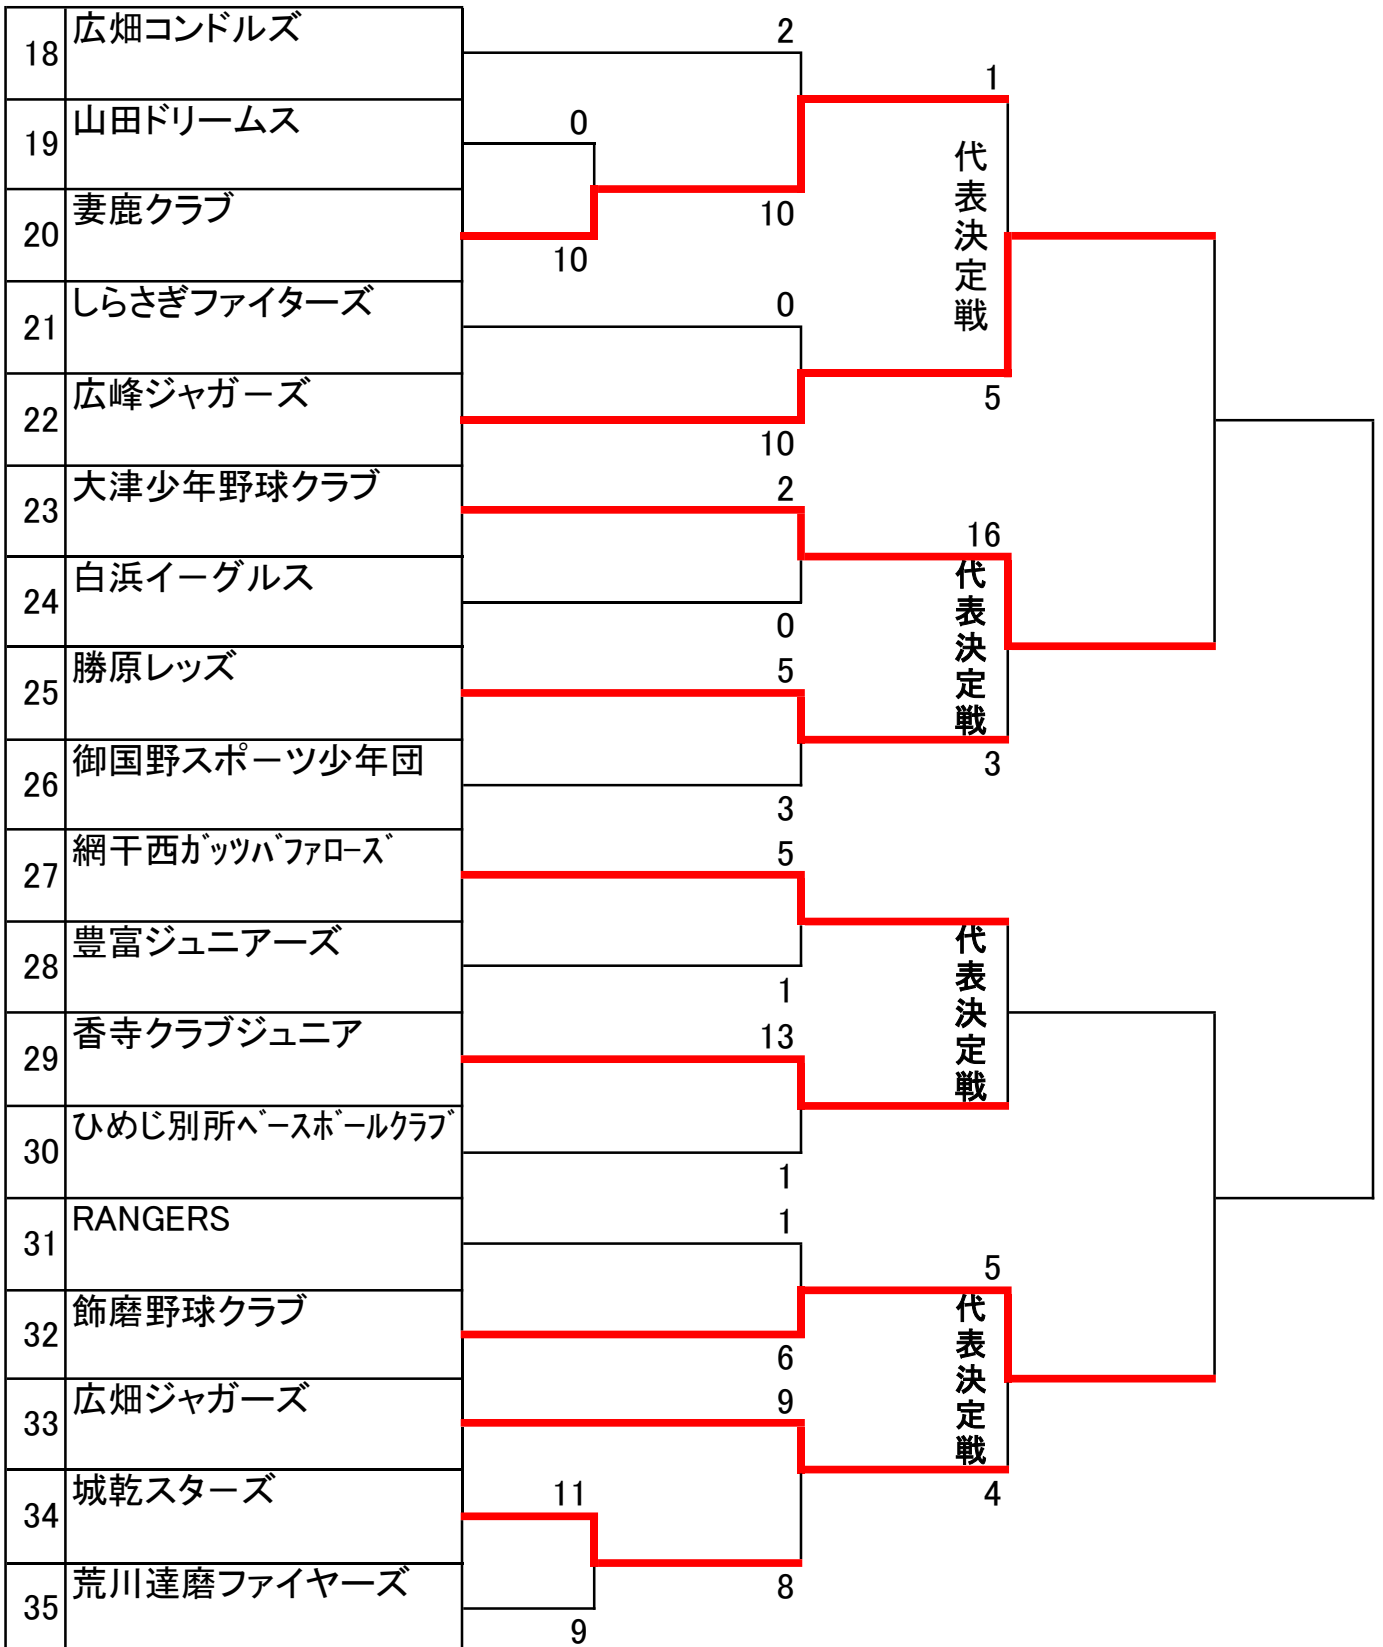 18 広畑コンドルズ 2
1
19 山田ドリームス 0
20 妻鹿クラブ 10
10
代表決定戦
21 しらさぎファイターズ 0
22 広峰ジャガーズ 5
10
23 大津少年野球クラブ 2
16
24 白浜イーグルス
0
代表決定戦
25 勝原レッズ 5
26 御国野スポーツ少年団 3
3
27 網干西ガッツバファローズ 5
28 豊富ジュニアーズ
1
代表決定戦
29 香寺クラブジュニア 13
30 ひめじ別所ベースボールクラブ
1
31 RANGERS 1
5
32 飾磨野球クラブ
6
代表決定戦
33 広畑ジャガーズ 9
34 城乾スターズ 11 4
35 荒川達磨ファイヤーズ 8
9